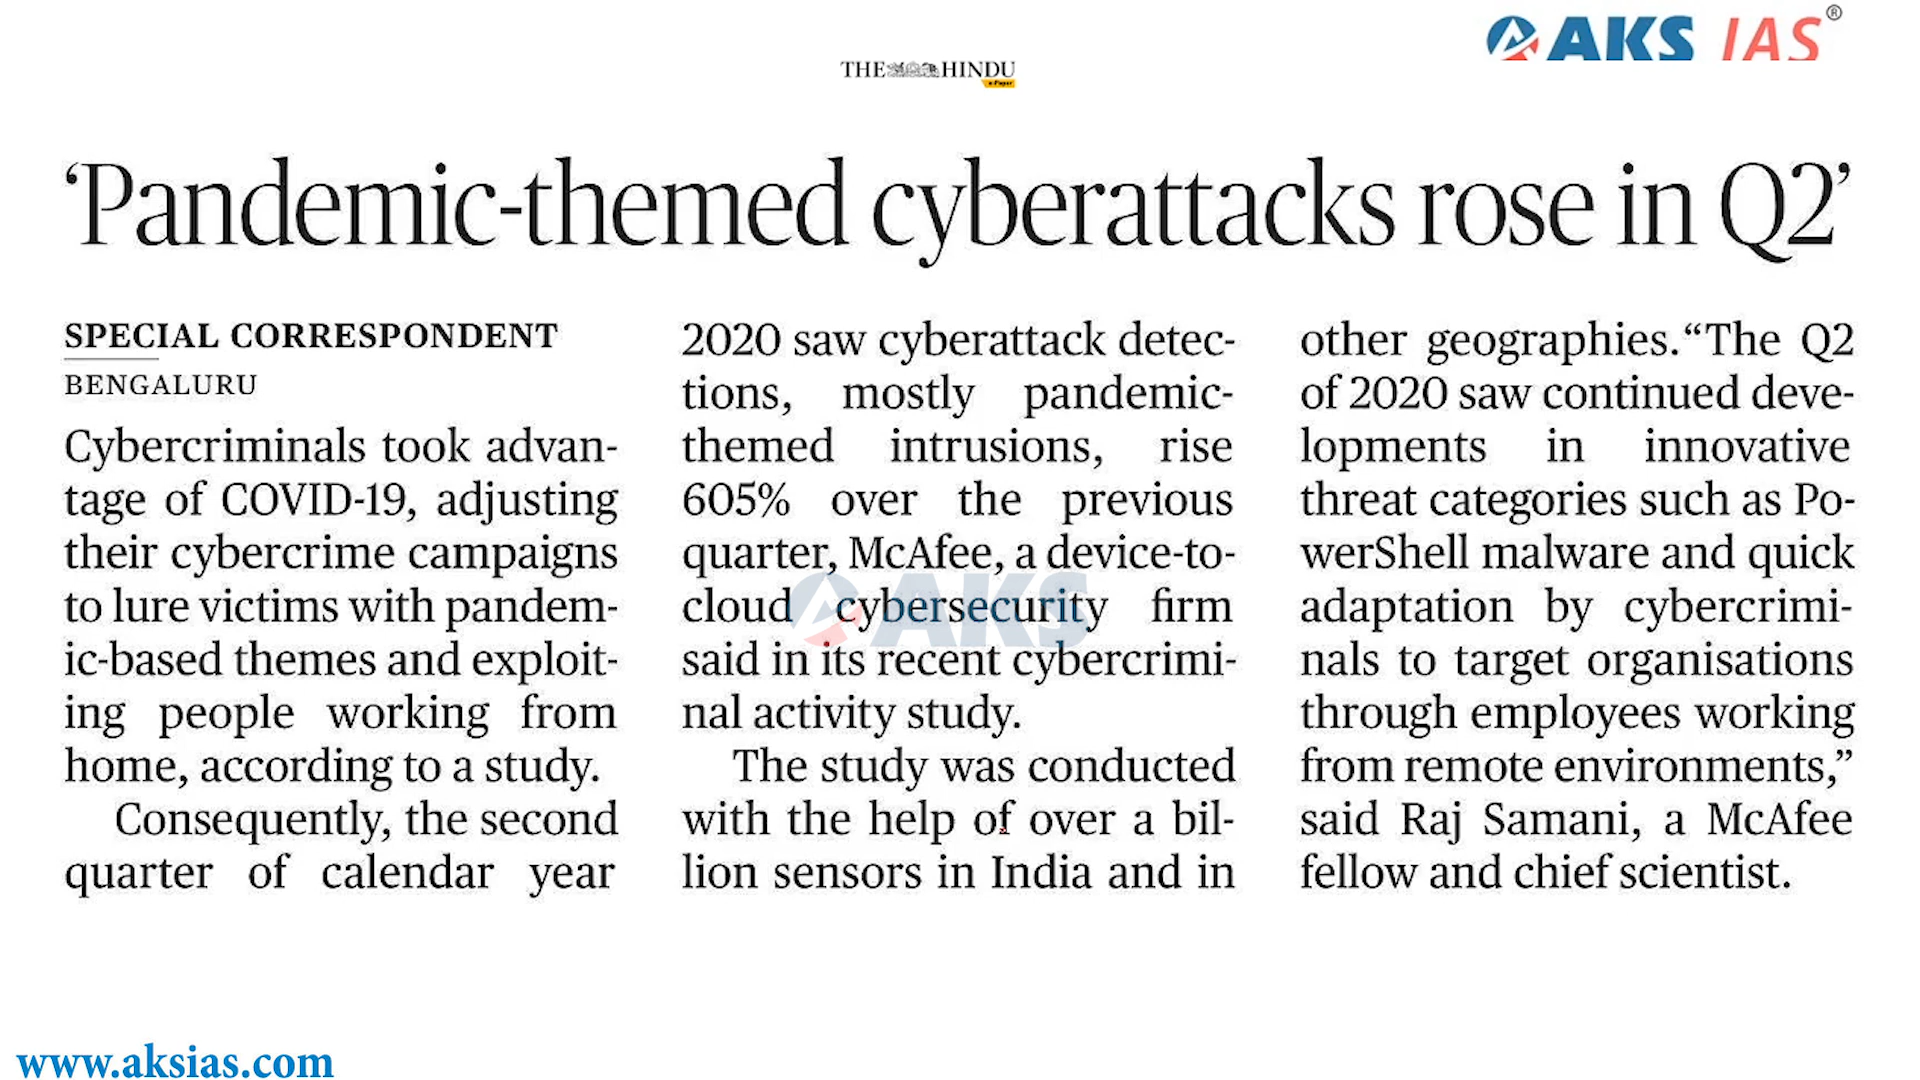 AKS IAS®
THE HINDU
e-Paper
‘Pandemic-themed cyberattacks rose in Q2’
SPECIAL CORRESPONDENT
BENGALURU
Cybercriminals took advan-
tage of COVID-19, adjusting
their cybercrime campaigns
to lure victims with pandem-
ic-based themes and exploit-
ing people working from
home, according to a study.
Consequently, the second
quarter of calendar year
2020 saw cyberattack detec-
tions, mostly pandemic-
themed intrusions, rise
605% over the previous
quarter, McAfee, a device-to-
cloud cybersecurity firm
said in its recent cybercrimi-
nal activity study.
The study was conducted
with the help of over a bil-
lion sensors in India and in
other geographies.“The Q2
of 2020 saw continued deve-
lopments in innovative
threat categories such as Po-
werShell malware and quick
adaptation by cybercrimi-
nals to target organisations
through employees working
from remote environments,”
said Raj Samani, a McAfee
fellow and chief scientist.
AKS
www.aksias.com